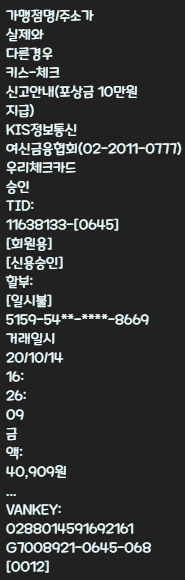 가맹점명/주소가
실제와
다른경우
키스-체크
신고안내(포상금 10만원
지급)
KIS정보통신
여신금융협회(02-2011-0777)
우리체크카드
승인
TID:
11638133-[0645]
[회원용]
[신용승인]
할부:
[일시불]
5159-54**-****-8669
거래일시
20/10/14
16:
26:
09
금
액:
40,909원
...
VANKEY:
0288014591692161
G7008921-0645-068
[0012]